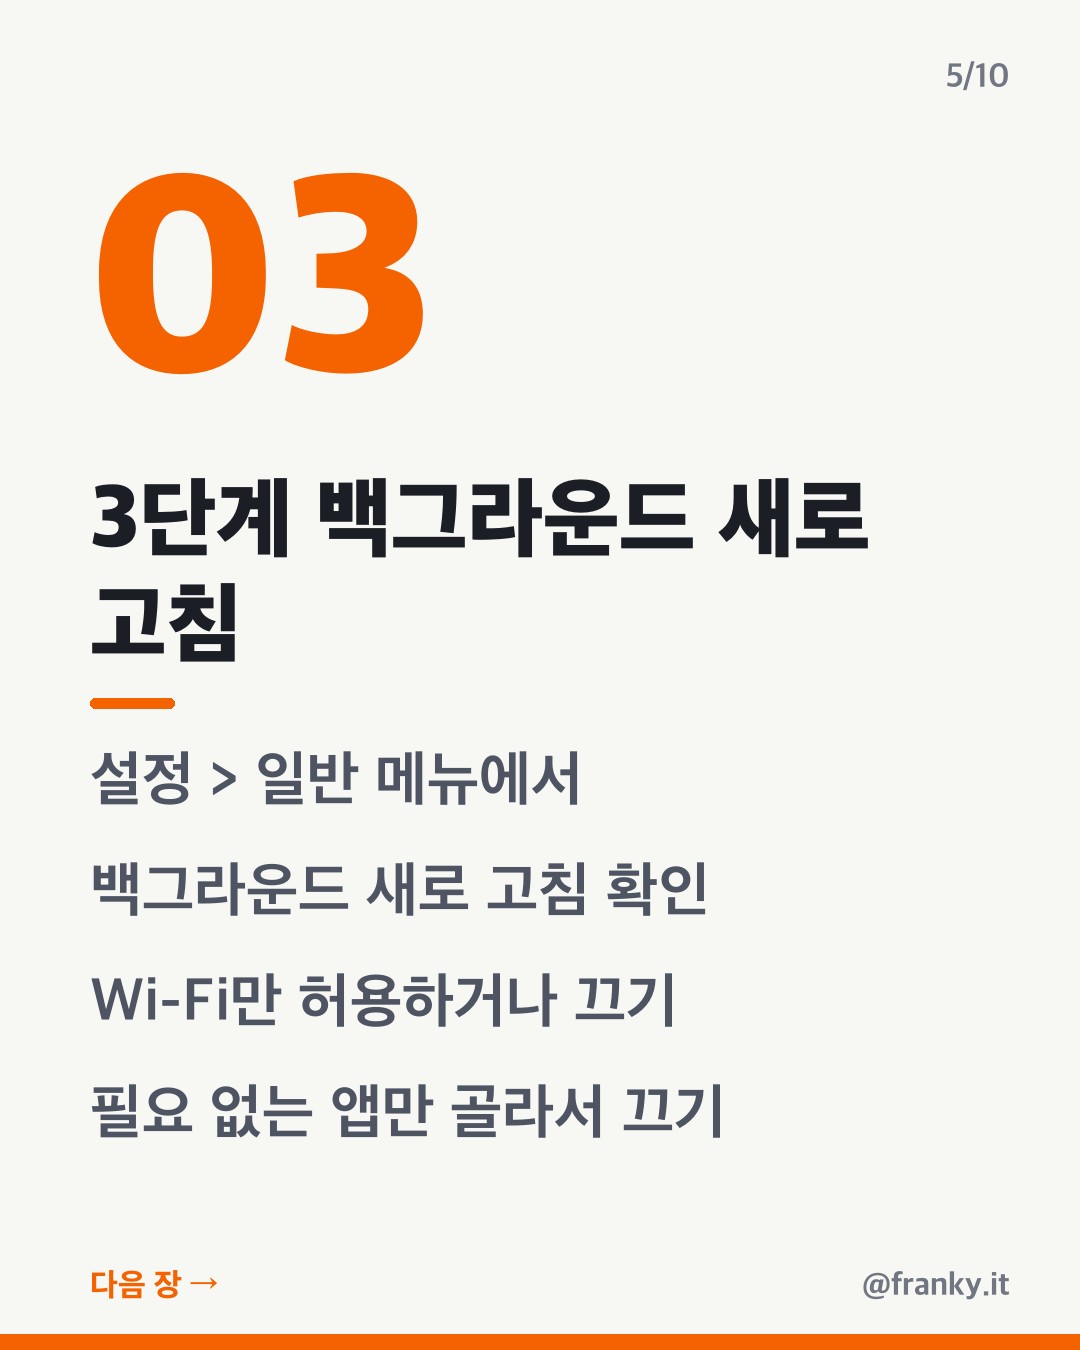 5/10
03
3단계 백그라운드 새로
고침
설정 > 일반 메뉴에서
백그라운드 새로 고침 확인
Wi-Fi만 허용하거나 끄기
필요 없는 앱만 골라서 끄기
다음 장 →
@franky.it